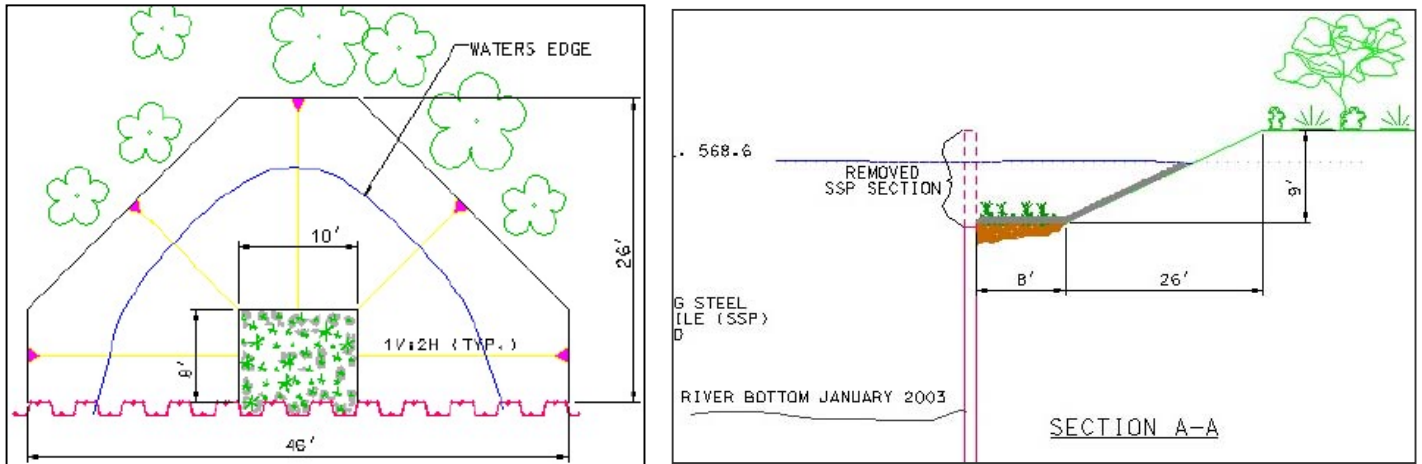 WATERS EDGE
10'
26'
8'
1V:2H (TYP.)
46'
. 568.6
REMOVED
SSP SECTION
9'
8'
26'
G STEEL
ILE (SSP)
D
RIVER BOTTOM JANUARY 2003
SECTION A-A